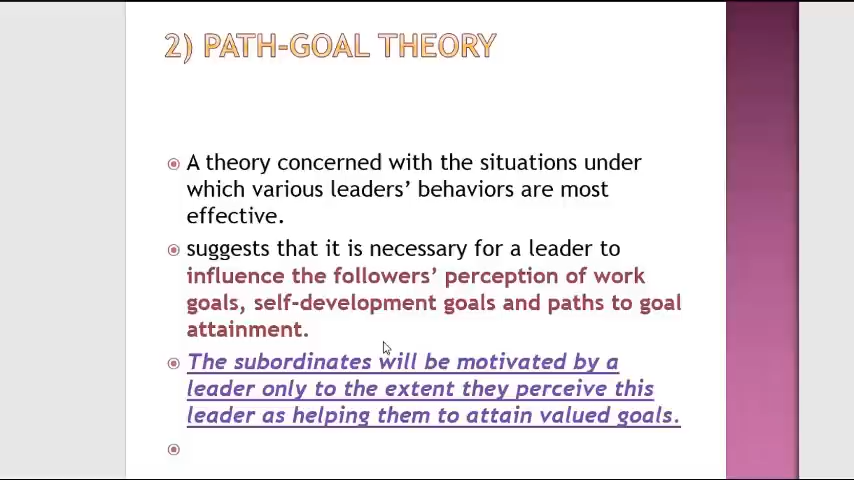 2) PATH-GOAL THEORY
A theory concerned with the situations under
which various leaders’ behaviors are most
effective.
suggests that it is necessary for a leader to
influence the followers’ perception of work
goals, self-development goals and paths to goal
attainment.
The subordinates will be motivated by a
leader only to the extent they perceive this
leader as helping them to attain valued goals.